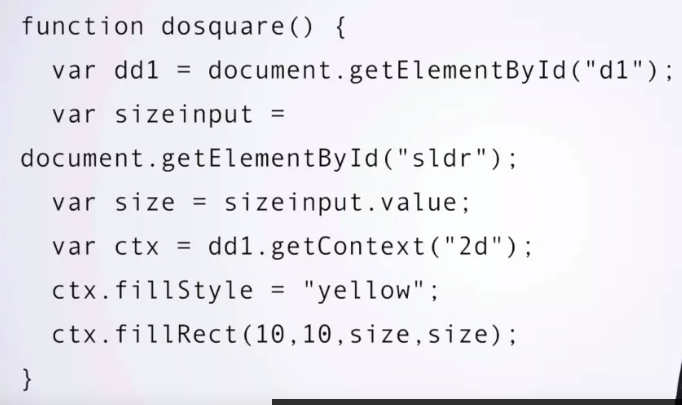 function dosquare() {
  var dd1 = document.getElementById("d1");
  var sizeinput =
document.getElementById("sldr");
  var size = sizeinput.value;
  var ctx = dd1.getContext("2d");
  ctx.fillStyle = "yellow";
  ctx.fillRect(10,10,size,size);
}